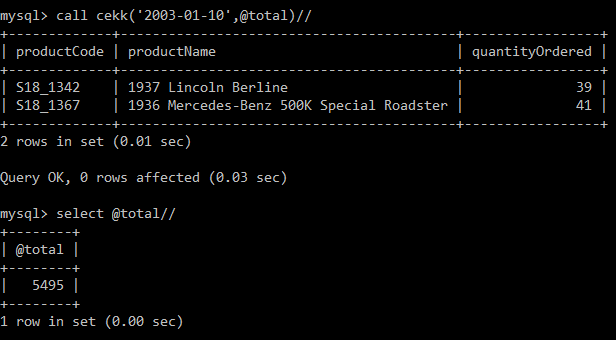 mysql> call cekk('2003-01-10',@total)//
+-------------+-----------------------------------------+-----------------+
| productCode | productName                             | quantityOrdered |
+-------------+-----------------------------------------+-----------------+
| S18_1342    | 1937 Lincoln Berline                    |              39 |
| S18_1367    | 1936 Mercedes-Benz 500K Special Roadster |              41 |
+-------------+-----------------------------------------+-----------------+
2 rows in set (0.01 sec)
Query OK, 0 rows affected (0.03 sec)
mysql> select @total//
+--------+
| @total |
+--------+
|   5495 |
+--------+
1 row in set (0.00 sec)